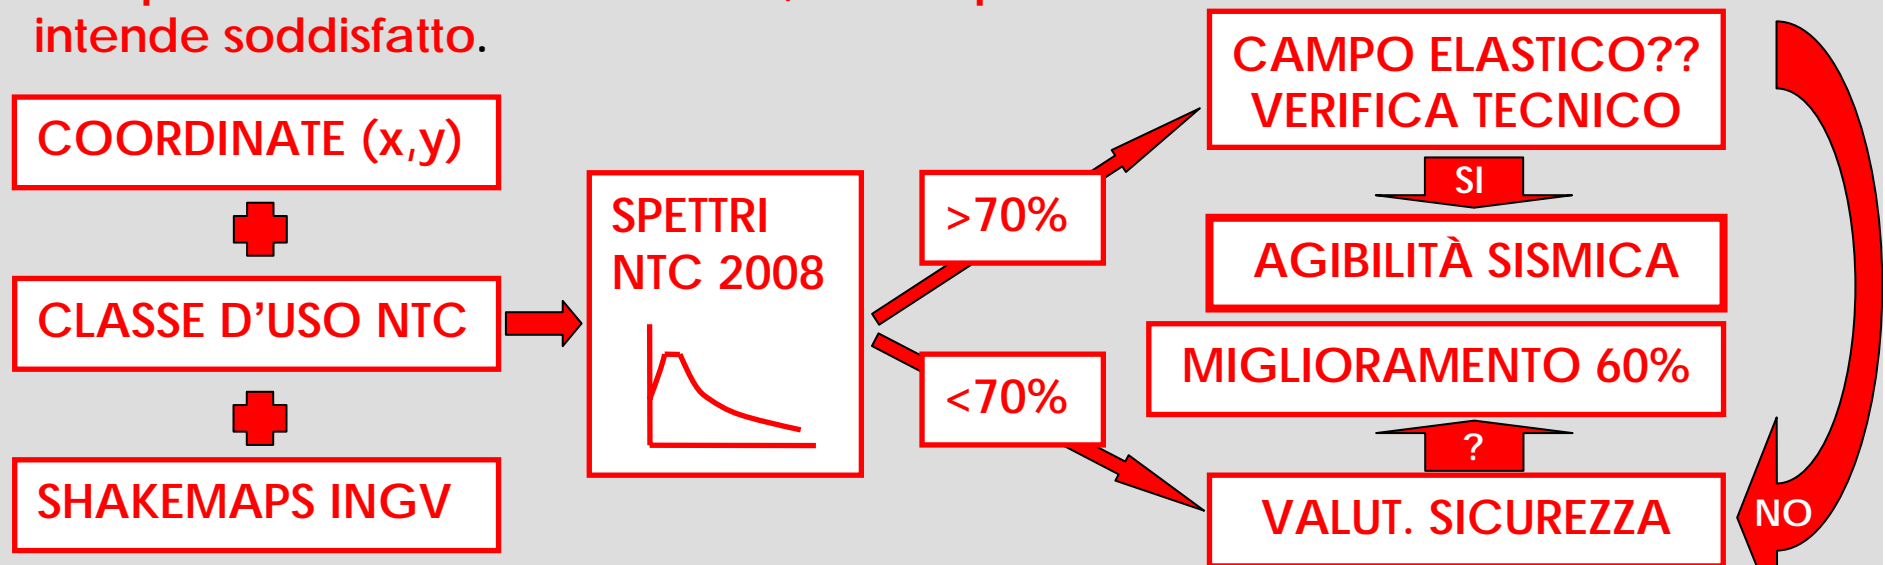 intende soddisfatto.
COORDINATE (x,y)
CLASSE D'USO NTC
SHAKEMAPS INGV
SPETTRI
NTC 2008
>70%
<70%
CAMPO ELASTICO??
VERIFICA TECNICO
SI
AGIBILITÀ SISMICA
MIGLIORAMENTO 60%
?
VALUT. SICUREZZA
NO